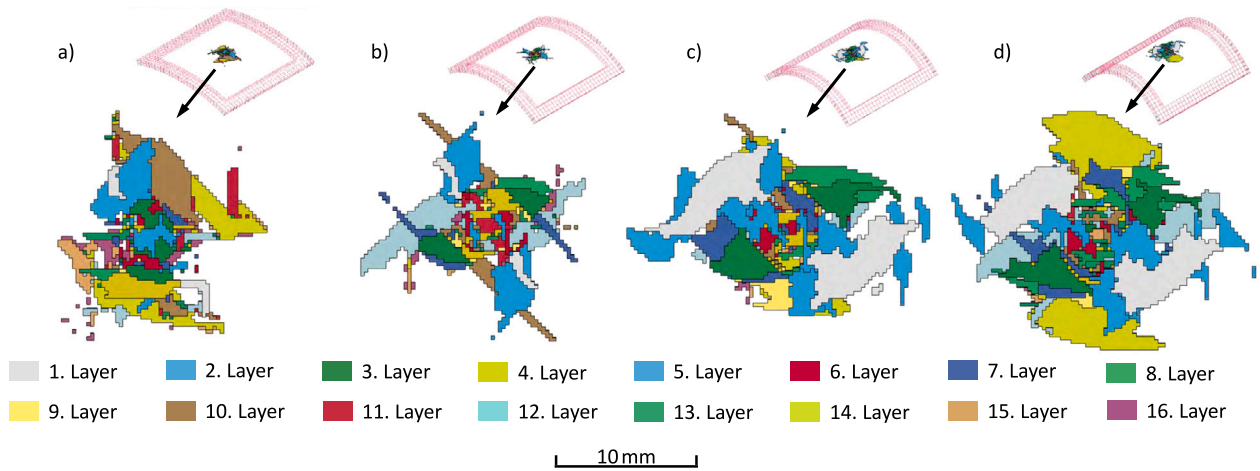 a) b) c) d)
1. Layer 2. Layer 3. Layer 4. Layer 5. Layer 6. Layer 7. Layer 8. Layer
9. Layer 10. Layer 11. Layer 12. Layer 13. Layer 14. Layer 15. Layer 16. Layer
10 mm